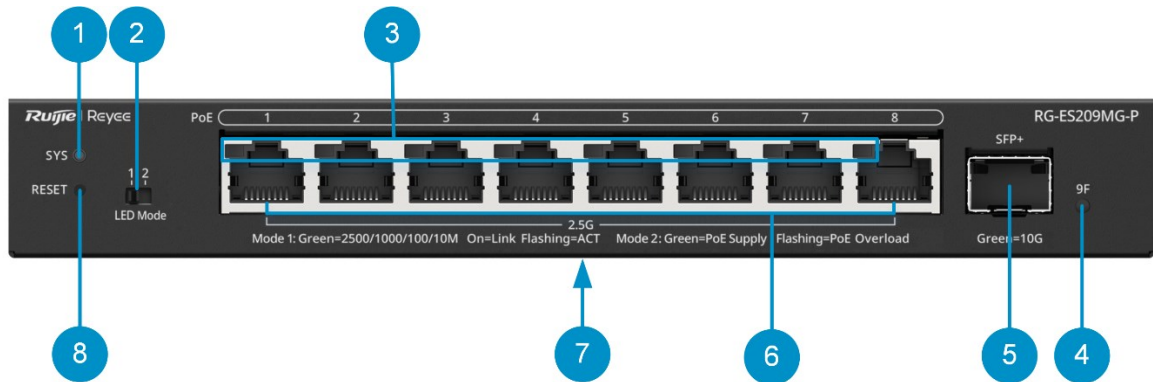 1 2 3
Ruijie Reyee PoE 1 2 3 4 5 6 7 8 RG-ES209MG-P
SYS SFP+
RESET 1 2 9F
LED Mode 2.5G
Mode 1: Green=2500/1000/100/10M On=Link Flashing=ACT Mode 2: Green=PoE Supply Flashing=PoE Overload Green=10G
8 7 6 5 4